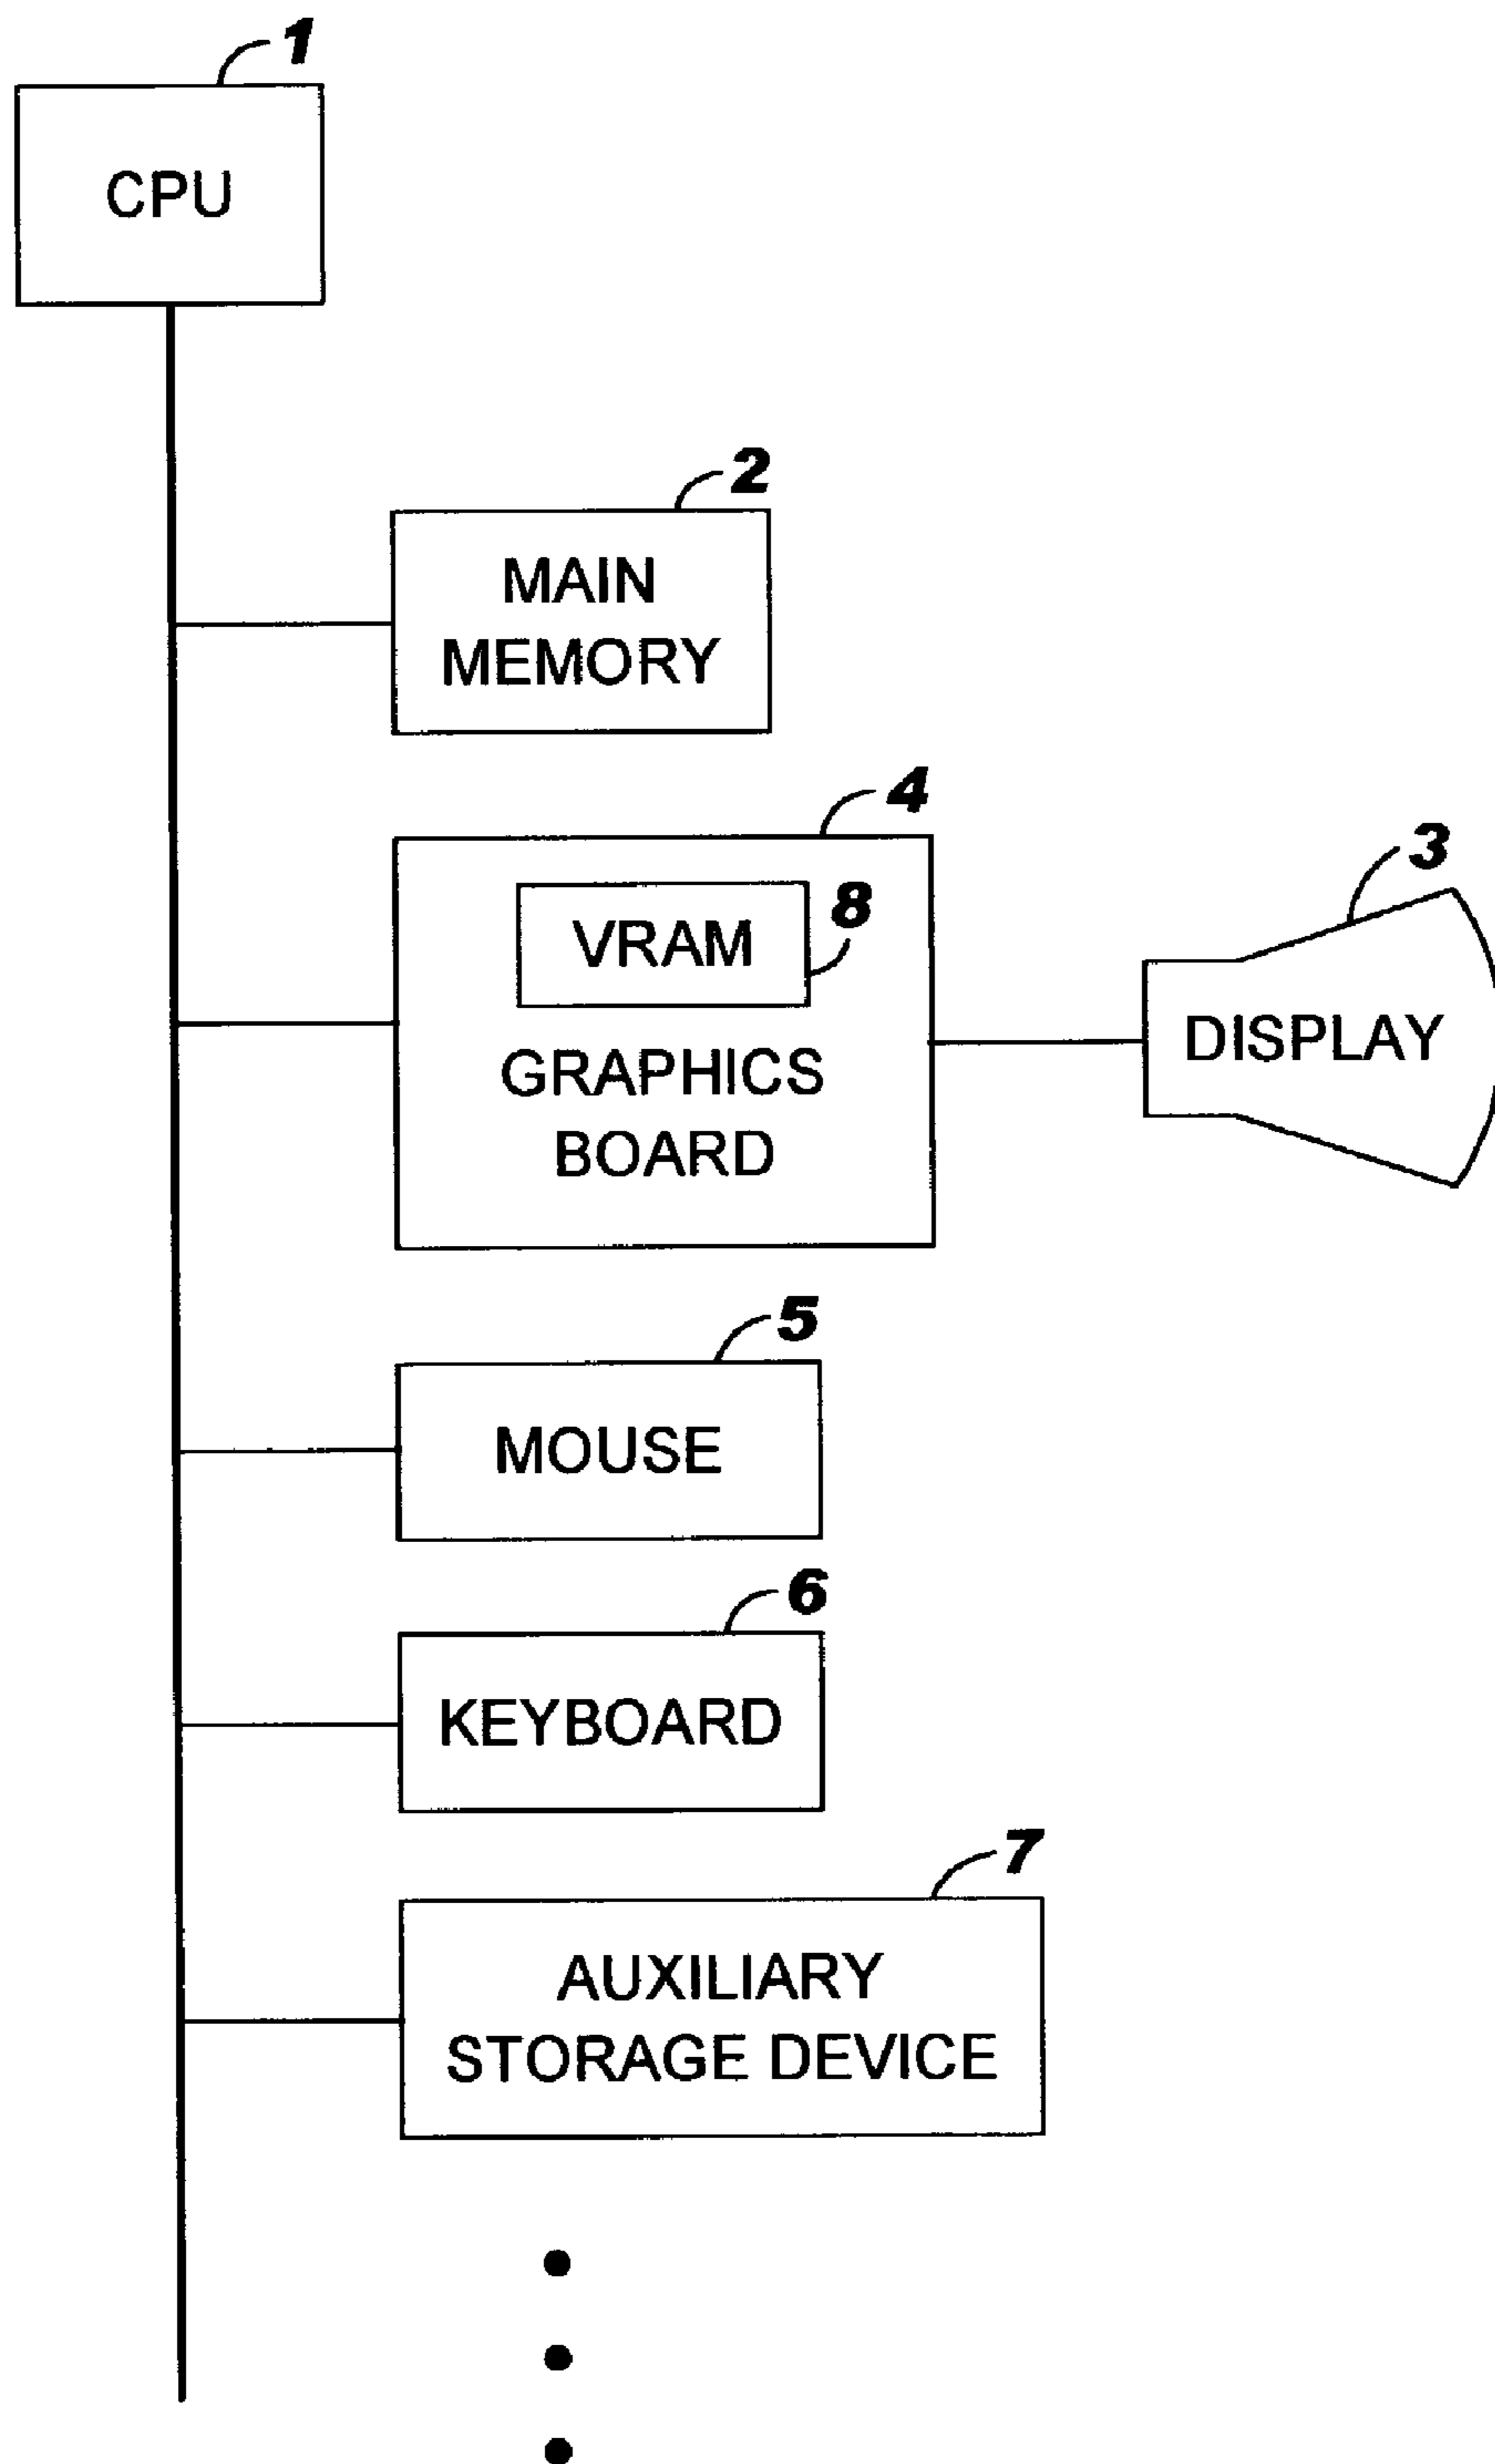 1
CPU
2
MAIN
MEMORY
4
3
VRAM
8
DISPLAY
GRAPHICS
BOARD
5
MOUSE
6
KEYBOARD
7
AUXILIARY
STORAGE DEVICE